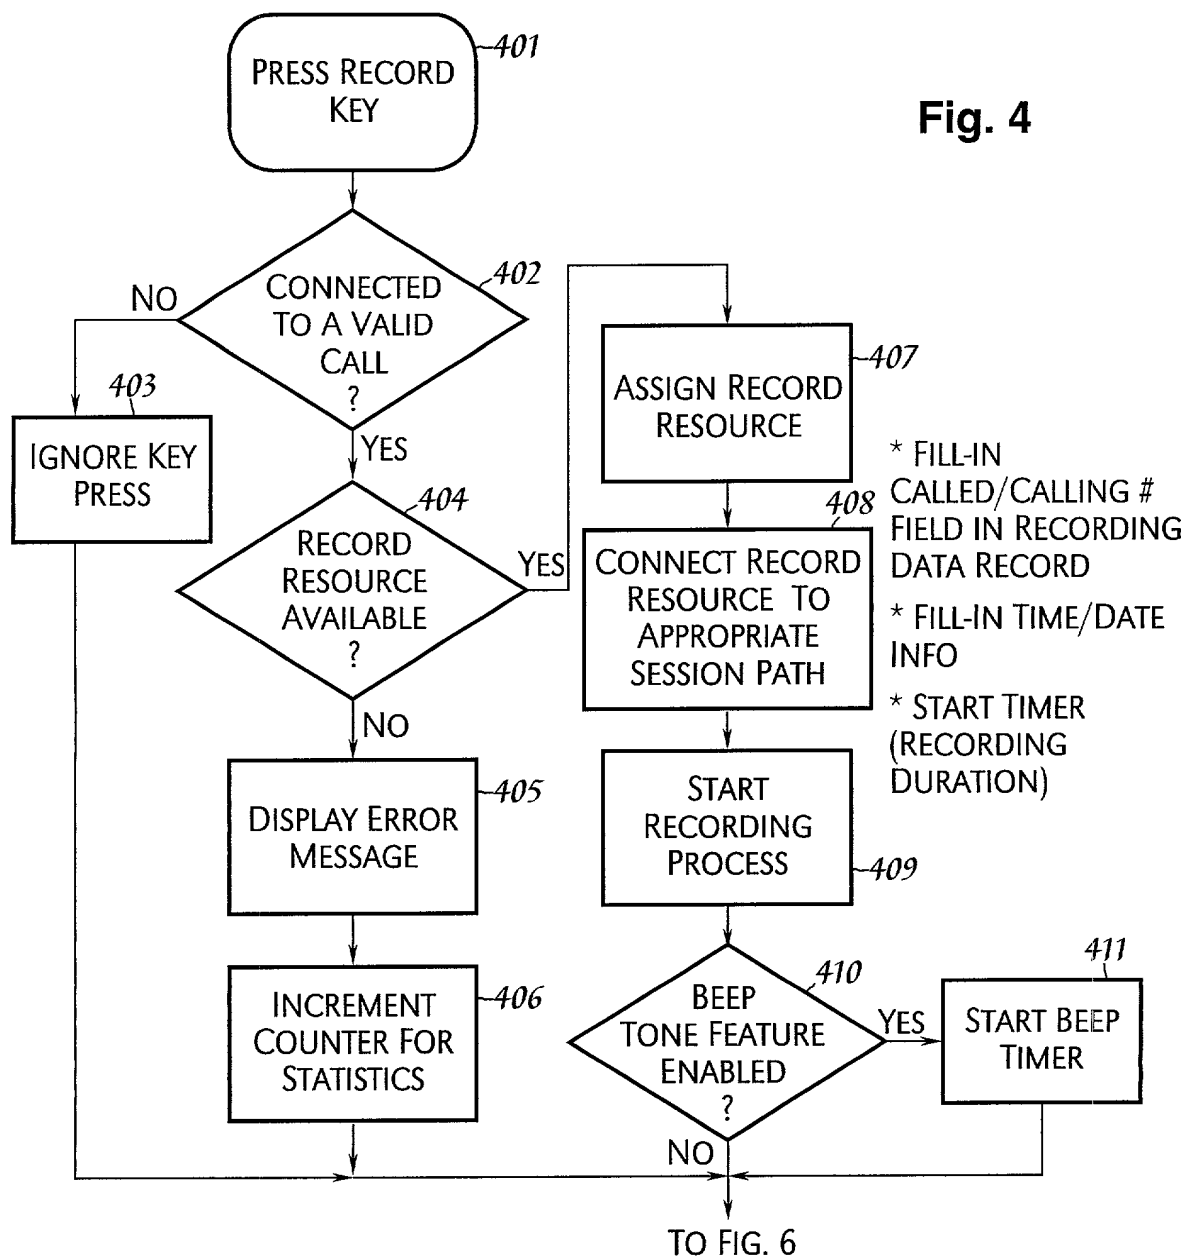 401
PRESS RECORD
KEY
Fig. 4
402
CONNECTED
TO A VALID
CALL
?
NO
YES
403
IGNORE KEY
PRESS
404
RECORD
RESOURCE
AVAILABLE
?
YES
NO
405
DISPLAY ERROR
MESSAGE
406
INCREMENT
COUNTER FOR
STATISTICS
407
ASSIGN RECORD
RESOURCE
408
CONNECT RECORD
RESOURCE TO
APPROPRIATE
SESSION PATH
* FILL-IN
CALLED/CALLING #
FIELD IN RECORDING
DATA RECORD
* FILL-IN TIME/DATE
INFO
* START TIMER
(RECORDING
DURATION)
START
RECORDING
PROCESS
409
410
BEEP
TONE FEATURE
ENABLED
?
YES
NO
411
START BEEP
TIMER
TO FIG. 6